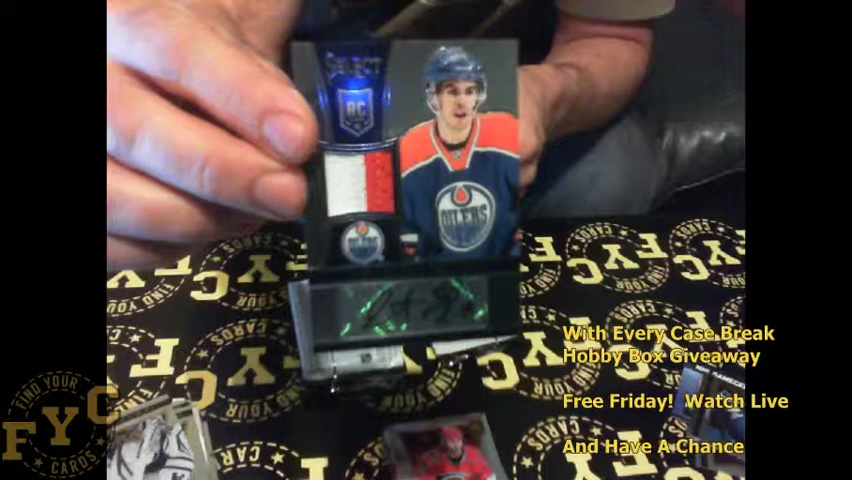 SELECT
RC
OILERS
With Every Case Break
Hobby Box Giveaway
Free Friday! Watch Live
And Have A Chance
FIND YOUR
FYC
CARDS